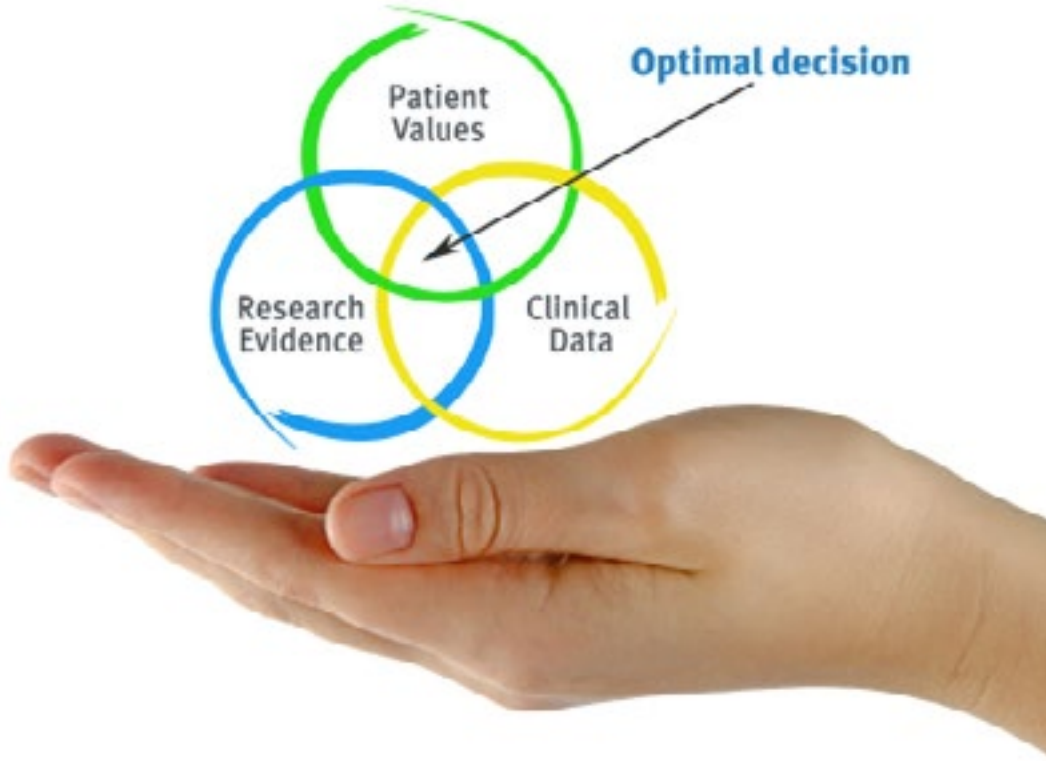 Optimal decision
Patient
Values
Research
Evidence
Clinical
Data